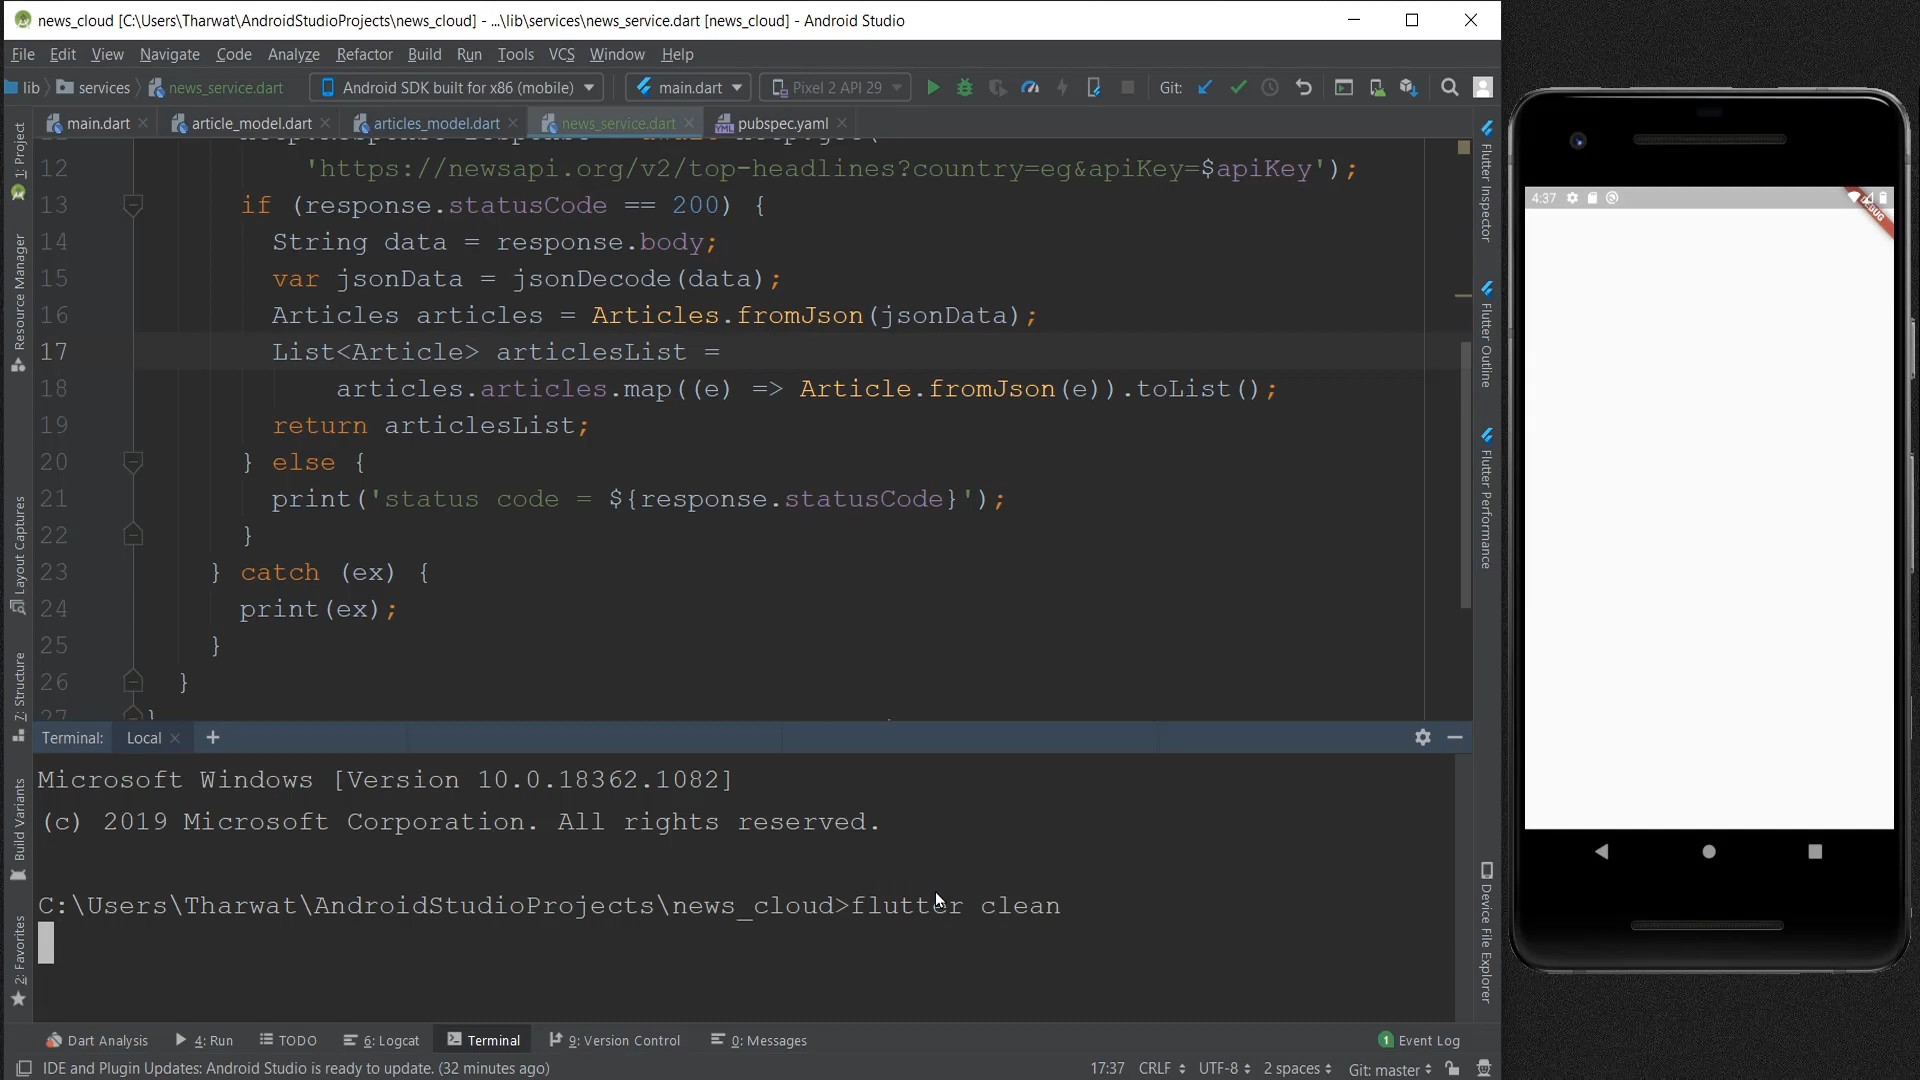 news_cloud [C:\Users\Tharwat\AndroidStudioProjects\news_cloud] - ...\lib\services\news_service.dart [news_cloud] - Android Studio
File Edit View Navigate Code Analyze Refactor Build Run Tools VCS Window Help
lib services news_service.dart Android SDK built for x86 (mobile) main.dart Pixel 2 API 29 Git:
main.dart article_model.dart articles_model.dart news_service.dart pubspec.yaml
12 'https://newsapi.org/v2/top-headlines?country=eg&apiKey=$apiKey');
13 if (response.statusCode == 200) {
14 String data = response.body;
15 var jsonData = jsonDecode(data);
16 Articles articles = Articles.fromJson(jsonData);
17 List<Article> articlesList =
18 articles.articles.map((e) => Article.fromJson(e)).toList();
19 return articlesList;
20 } else {
21 print('status code = ${response.statusCode}');
22 }
23 } catch (ex) {
24 print(ex);
25 }
26 }
27 }
Terminal: Local
Microsoft Windows [Version 10.0.18362.1082]
(c) 2019 Microsoft Corporation. All rights reserved.
C:\Users\Tharwat\AndroidStudioProjects\news_cloud>flutter clean
Dart Analysis 4: Run TODO 6: Logcat Terminal 9: Version Control 0: Messages 1 Event Log
IDE and Plugin Updates: Android Studio is ready to update. (32 minutes ago) 17:37 CRLF UTF-8 2 spaces Git: master
1: Project
Resource Manager
Layout Captures
7: Structure
Build Variants
2: Favorites
Flutter Inspector
Flutter Outline
Flutter Performance
Device File Explorer
4:37
DEBUG